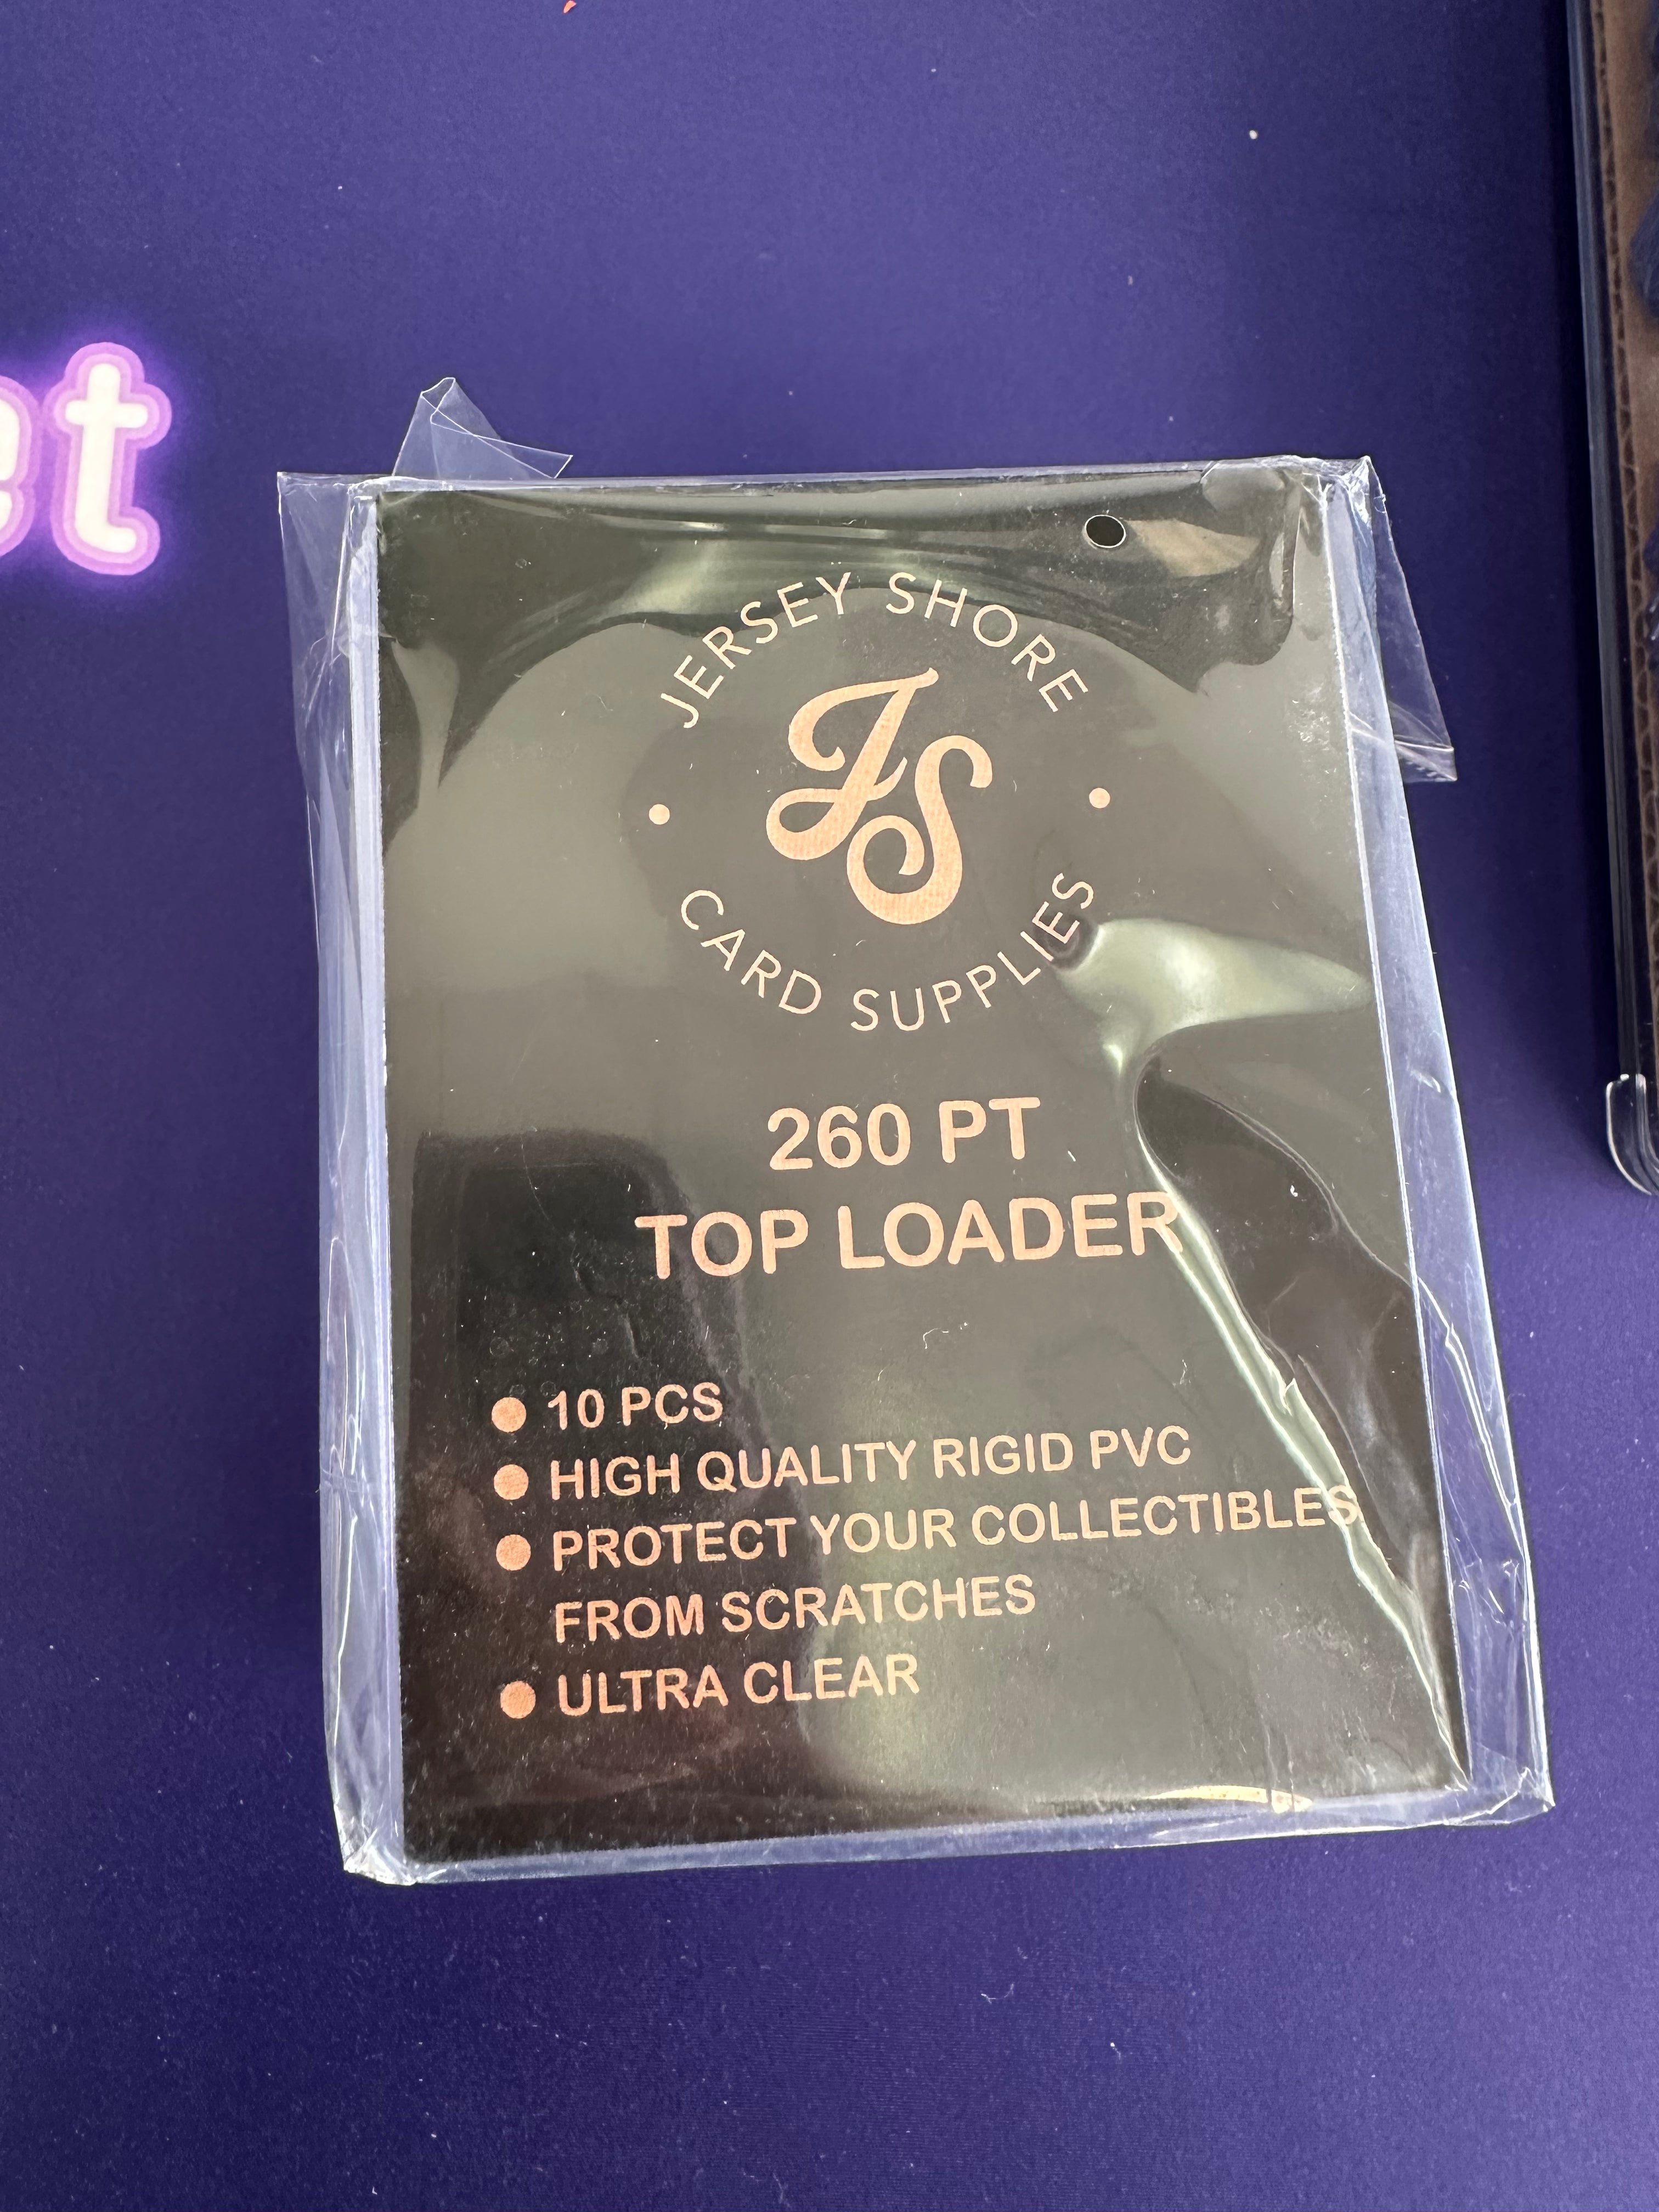 et
JERSEY SHORE
JS
CARD SUPPLIES
260 PT
TOP LOADER
● 10 PCS
● HIGH QUALITY RIGID PVC
● PROTECT YOUR COLLECTIBLES
FROM SCRATCHES
● ULTRA CLEAR